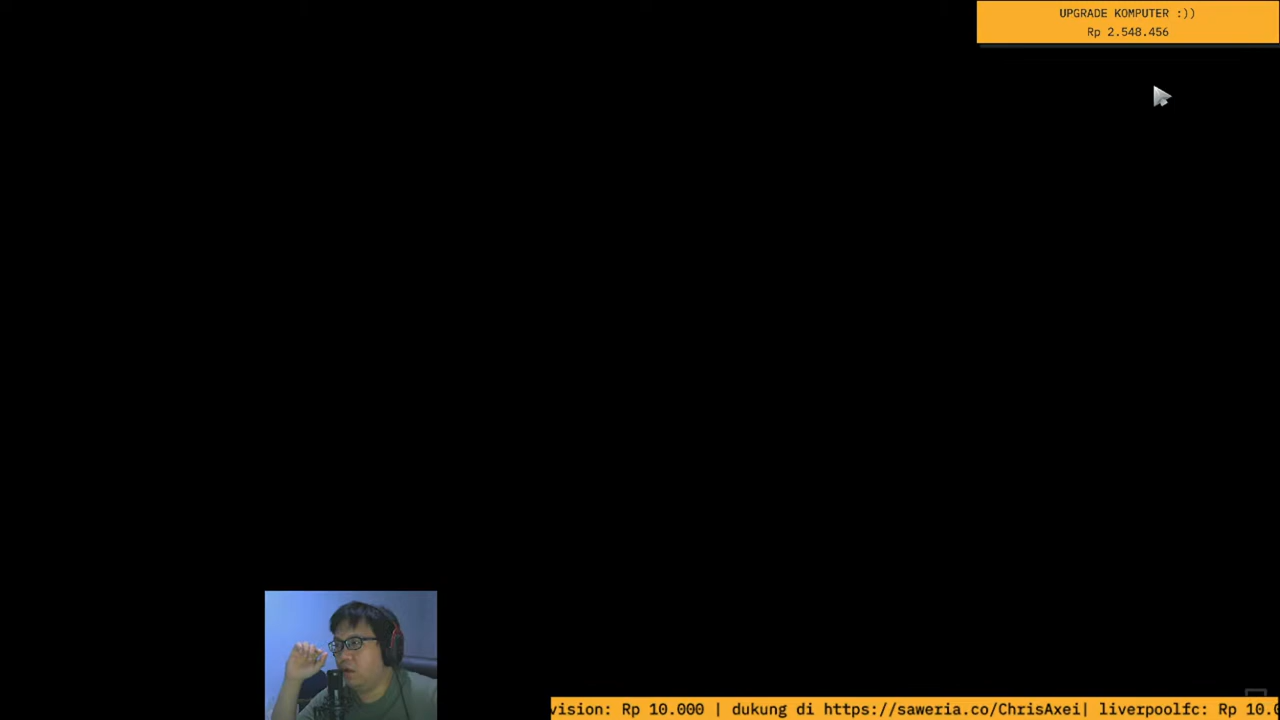 UPGRADE KOMPUTER :))
Rp 2.548.456
vision: Rp 10.000 | dukung di https://saweria.co/ChrisAxei| liverpoolfc: Rp 10.0